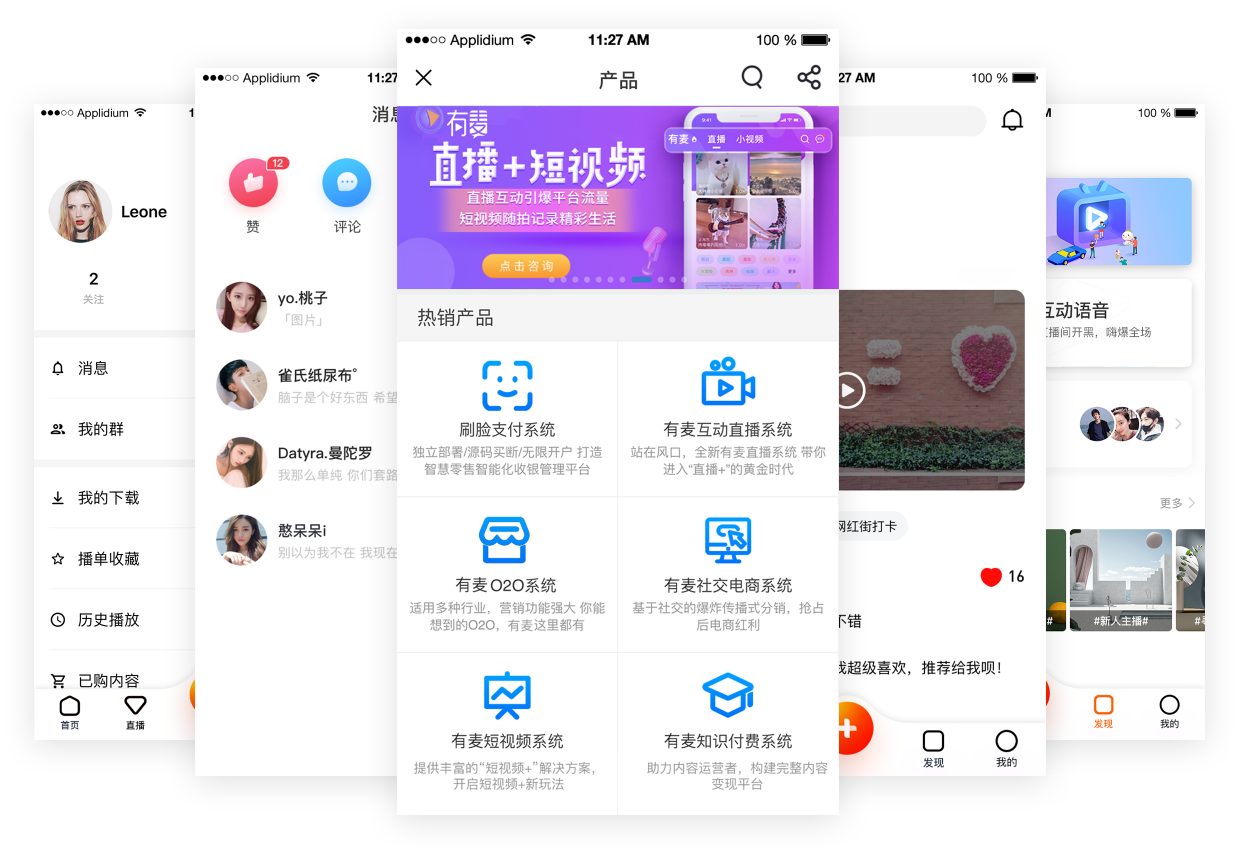 ●●●○○ Applidium
1
Leone
2
关注
消息
我的群
我的下载
播单收藏
历史播放
已购内容
首页
直播
●●●○○ Applidium
11:27
消息
12
赞
评论
yo.桃子
「图片」
雀氏纸尿布°
脑子是个好东西 希望
Datyra.曼陀罗
我那么单纯 你们套路
憨呆呆i
别以为我不在 我现在
●●●○○ Applidium
11:27 AM
100 %
产品
有麦
直播+短视频
直播互动引爆平台流量
短视频随拍记录精彩生活
点击咨询
9:41
有麦
直播
小视频
热销产品
刷脸支付系统
独立部署/源码买断/无限开户 打造
智慧零售智能化收银管理平台
有麦互动直播系统
站在风口，全新有麦直播系统 带你
进入“直播+”的黄金时代
有麦O2O系统
适用多种行业，营销功能强大 你能
想到的O2O，有麦这里都有
有麦社交电商系统
基于社交的爆炸传播式分销，抢占
后电商红利
有麦短视频系统
提供丰富的“短视频+”解决方案，
开启短视频+新玩法
有麦知识付费系统
助力内容运营者，构建完整内容
变现平台
27 AM
100 %
网红街打卡
16
不错
我超级喜欢，推荐给我呗！
发现
我的
M
100 %
互动语音
直播间开黑，嗨爆全场
更多
#
#新人主播#
#寻
发现
我的